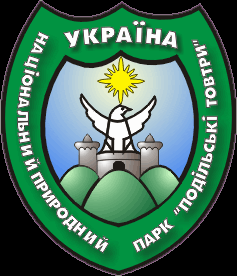 УКРАЇНА
НАЦІОНАЛЬНИЙ ПРИРОДНИЙ
ПАРК "ПОДІЛЬСЬКІ ТОВТРИ"